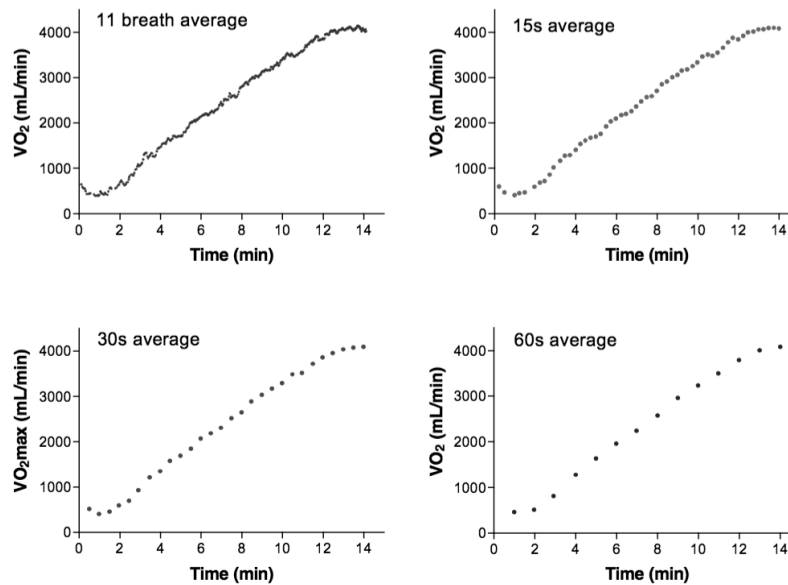 11 breath average
VO2 (mL/min)
4000
3000
2000
1000
0
0 2 4 6 8 10 12 14
Time (min)
15s average
VO2 (mL/min)
4000
3000
2000
1000
0
0 2 4 6 8 10 12 14
Time (min)
30s average
VO2max (mL/min)
4000
3000
2000
1000
0
0 2 4 6 8 10 12 14
Time (min)
60s average
VO2 (mL/min)
4000
3000
2000
1000
0
0 2 4 6 8 10 12 14
Time (min)